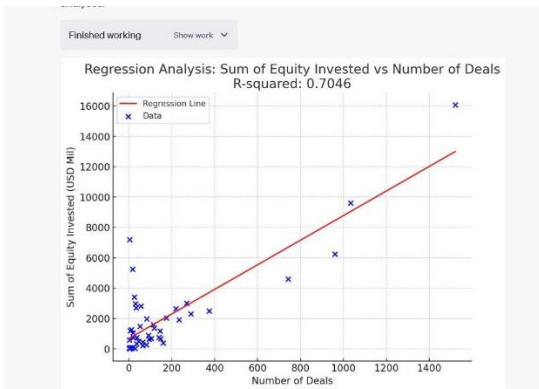 Finished working Show work
Regression Analysis: Sum of Equity Invested vs Number of Deals
R-squared: 0.7046
Regression Line
Data
16000
14000
12000
10000
8000
6000
4000
2000
0
Sum of Equity Invested (USD Mil)
0 200 400 600 800 1000 1200 1400
Number of Deals